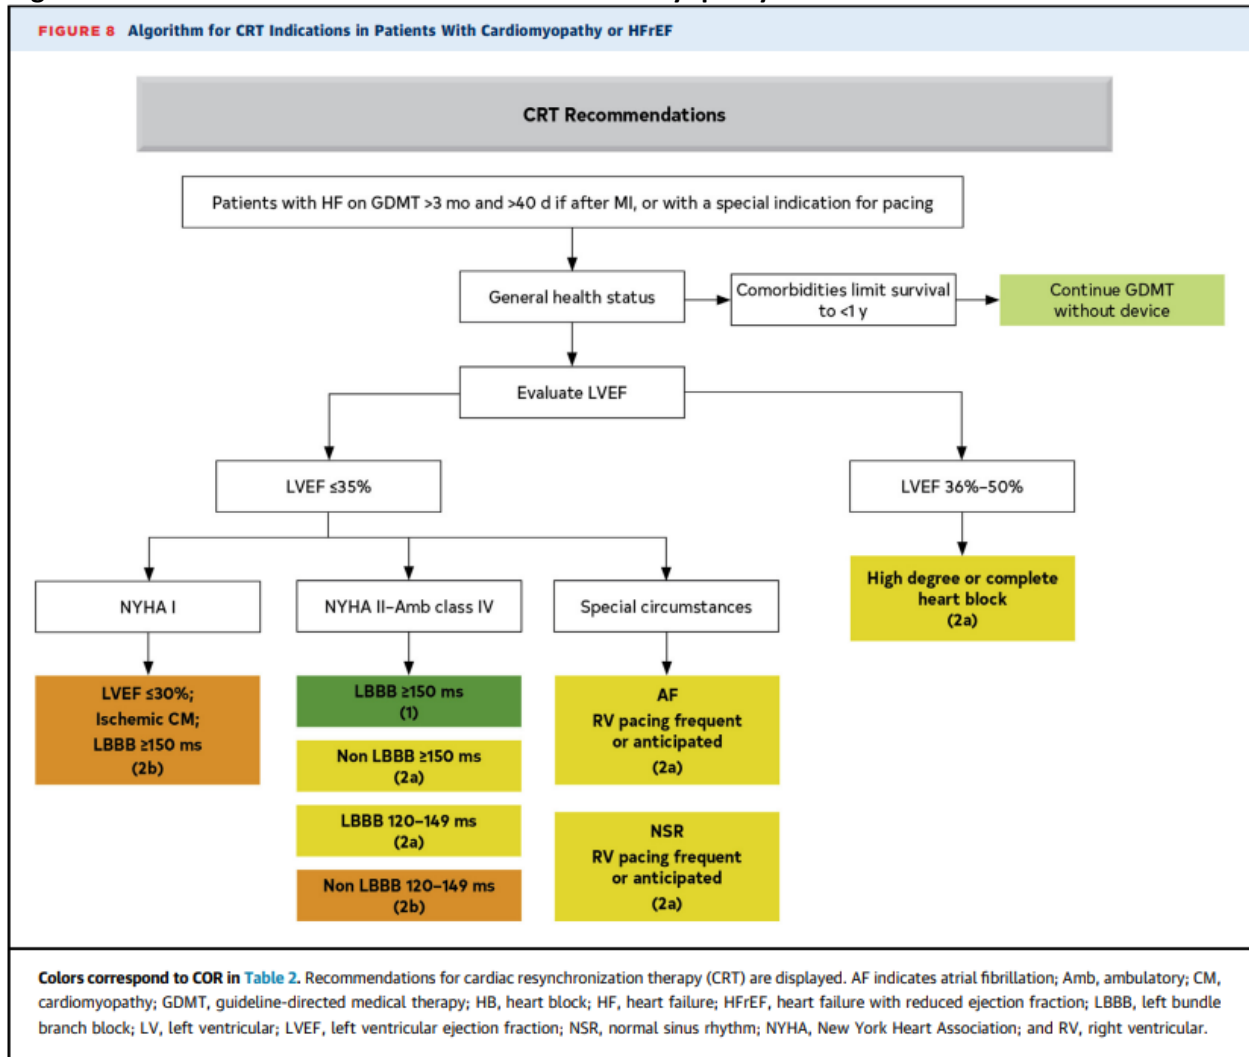 FIGURE 8 Algorithm for CRT Indications in Patients With Cardiomyopathy or HFrEF
CRT Recommendations
Patients with HF on GDMT >3 mo and >40 d if after MI, or with a special indication for pacing
General health status
Comorbidities limit survival
to <1 y
Continue GDMT
without device
Evaluate LVEF
LVEF ≤35%
LVEF 36%–50%
NYHA I
NYHA II–Amb class IV
Special circumstances
High degree or complete
heart block
(2a)
LVEF ≤30%;
Ischemic CM;
LBBB ≥150 ms
(2b)
LBBB ≥150 ms
(1)
Non LBBB ≥150 ms
(2a)
LBBB 120–149 ms
(2a)
Non LBBB 120–149 ms
(2b)
AF
RV pacing frequent
or anticipated
(2a)
NSR
RV pacing frequent
or anticipated
(2a)
Colors correspond to COR in Table 2. Recommendations for cardiac resynchronization therapy (CRT) are displayed. AF indicates atrial fibrillation; Amb, ambulatory; CM,
cardiomyopathy; GDMT, guideline-directed medical therapy; HB, heart block; HF, heart failure; HFrEF, heart failure with reduced ejection fraction; LBBB, left bundle
branch block; LV, left ventricular; LVEF, left ventricular ejection fraction; NSR, normal sinus rhythm; NYHA, New York Heart Association; and RV, right ventricular.